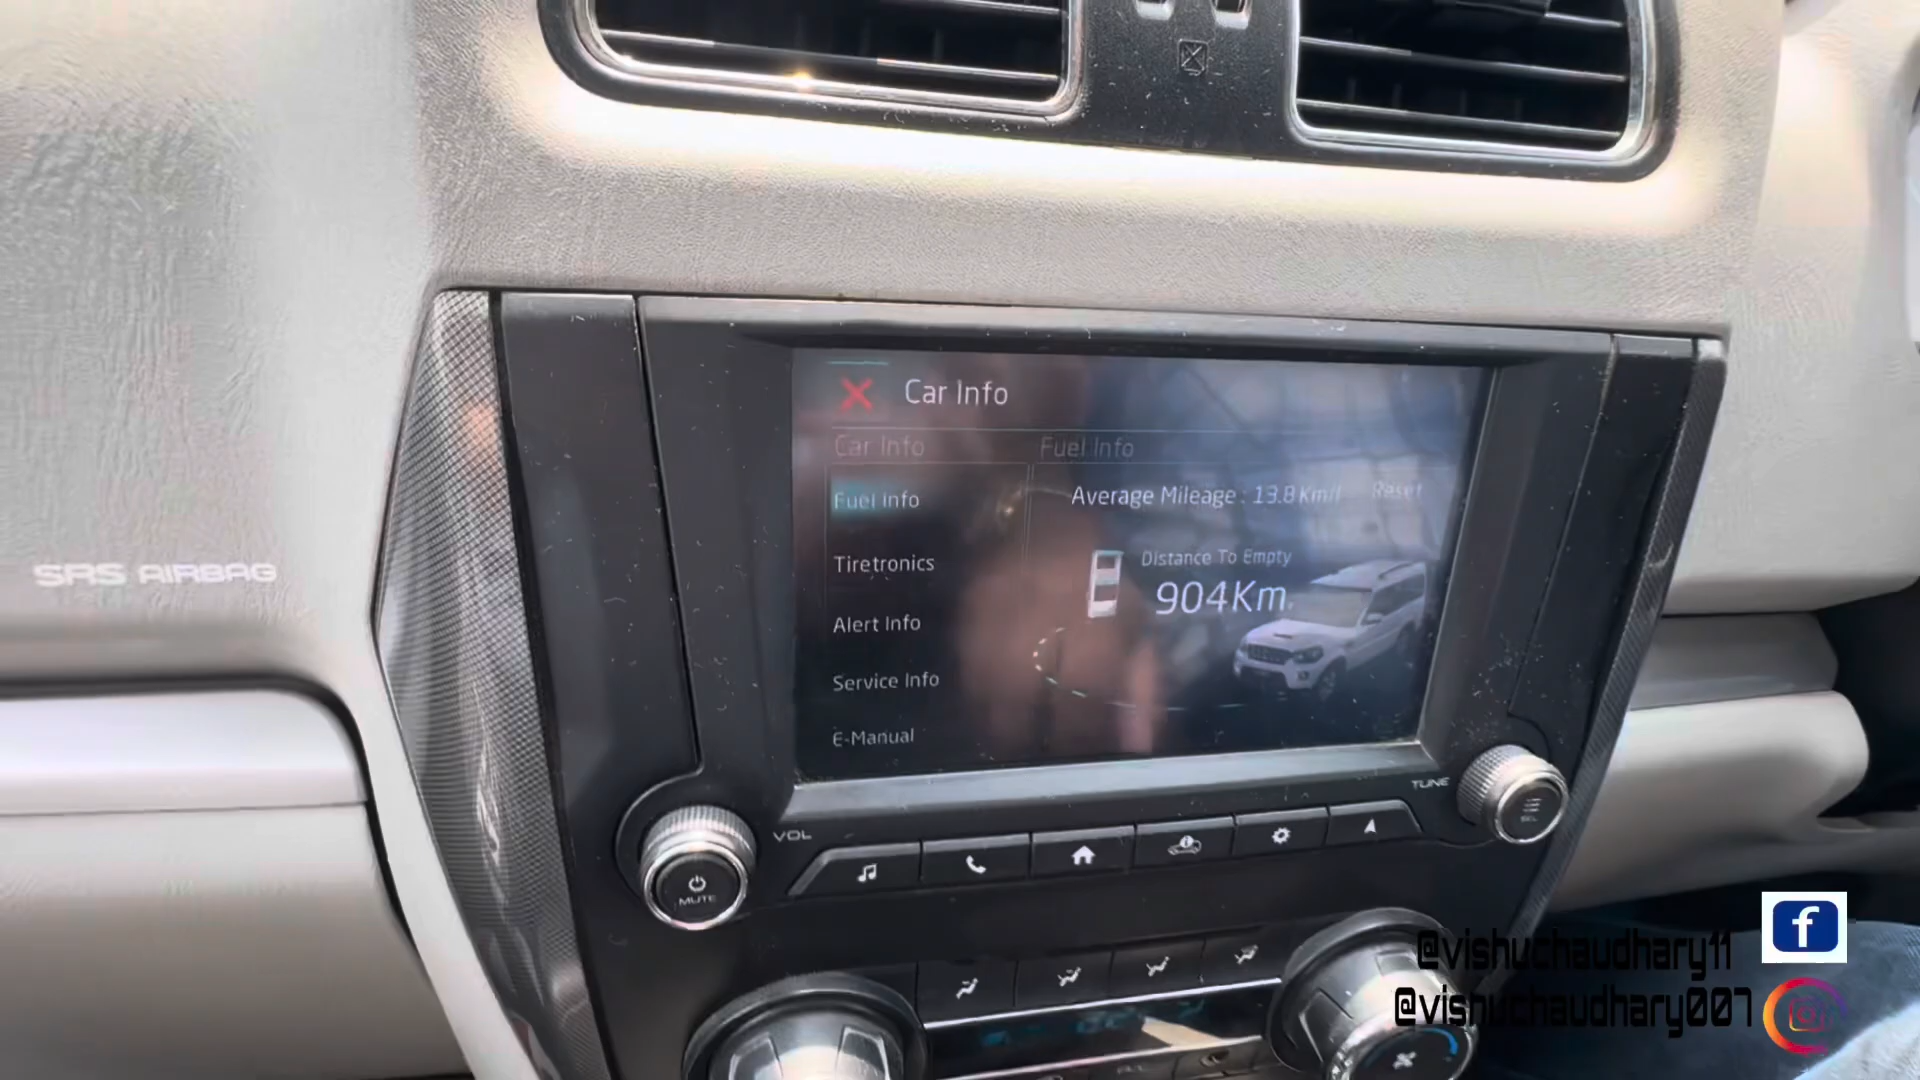 Car Info
Car Info
Fuel Info
Fuel Info
Average Mileage : 13.8 Km/l
Reset
Distance To Empty
904Km
Tiretronics
Alert Info
Service Info
E-Manual
SRS AIRBAG
VOL
TUNE
MUTE
SEL
@vishuchaudhary11
@vishuchaudhary007